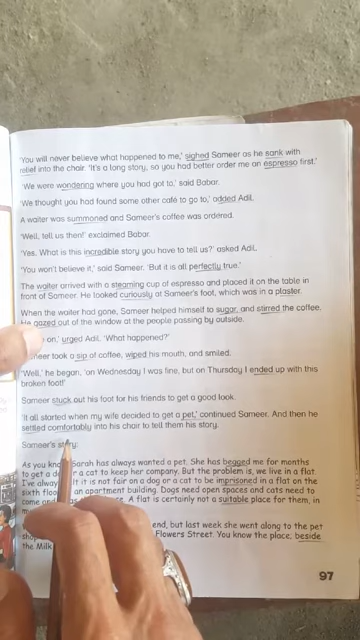 'You will never believe what happened to me,' sighed Sameer as he sank with
relief into the chair. 'It's a long story, so you had better order me an espresso first.'
'We were wondering where you had got to,' said Babar.
'We thought you had found some other café to go to,' added Adil.
A waiter was summoned and Sameer's coffee was ordered.
'Well, tell us then!' exclaimed Babar.
'Yes. What is this incredible story you have to tell us?' asked Adil.
'You won't believe it,' said Sameer. 'But it is all perfectly true.'
The waiter arrived with a steaming cup of espresso and placed it on the table in
front of Sameer. He looked curiously at Sameer's foot, which was in a plaster.
When the waiter had gone, Sameer helped himself to sugar, and stirred the coffee.
He gazed out of the window at the people passing by outside.
on,' urged Adil. 'What happened?'
took a sip of coffee, wiped his mouth, and smiled.
'Well,' he began, 'on Wednesday I was fine, but on Thursday I ended up with this
broken foot!'
Sameer stuck out his foot for his friends to get a good look.
'It all started when my wife decided to get a pet,' continued Sameer. And then he
settled comfortably into his chair to tell them his story.
Sameer's story:
As you know Sarah has always wanted a pet. She has begged me for months
to get a or a cat to keep her company. But the problem is, we live in a flat.
I've it is not fair on a dog or a cat to be imprisoned in a flat on the
sixth an apartment building. Dogs need open spaces and cats need to
come A flat is certainly not a suitable place for them, in
end, but last week she went along to the pet
Flowers Street. You know the place, beside
the Milk
97